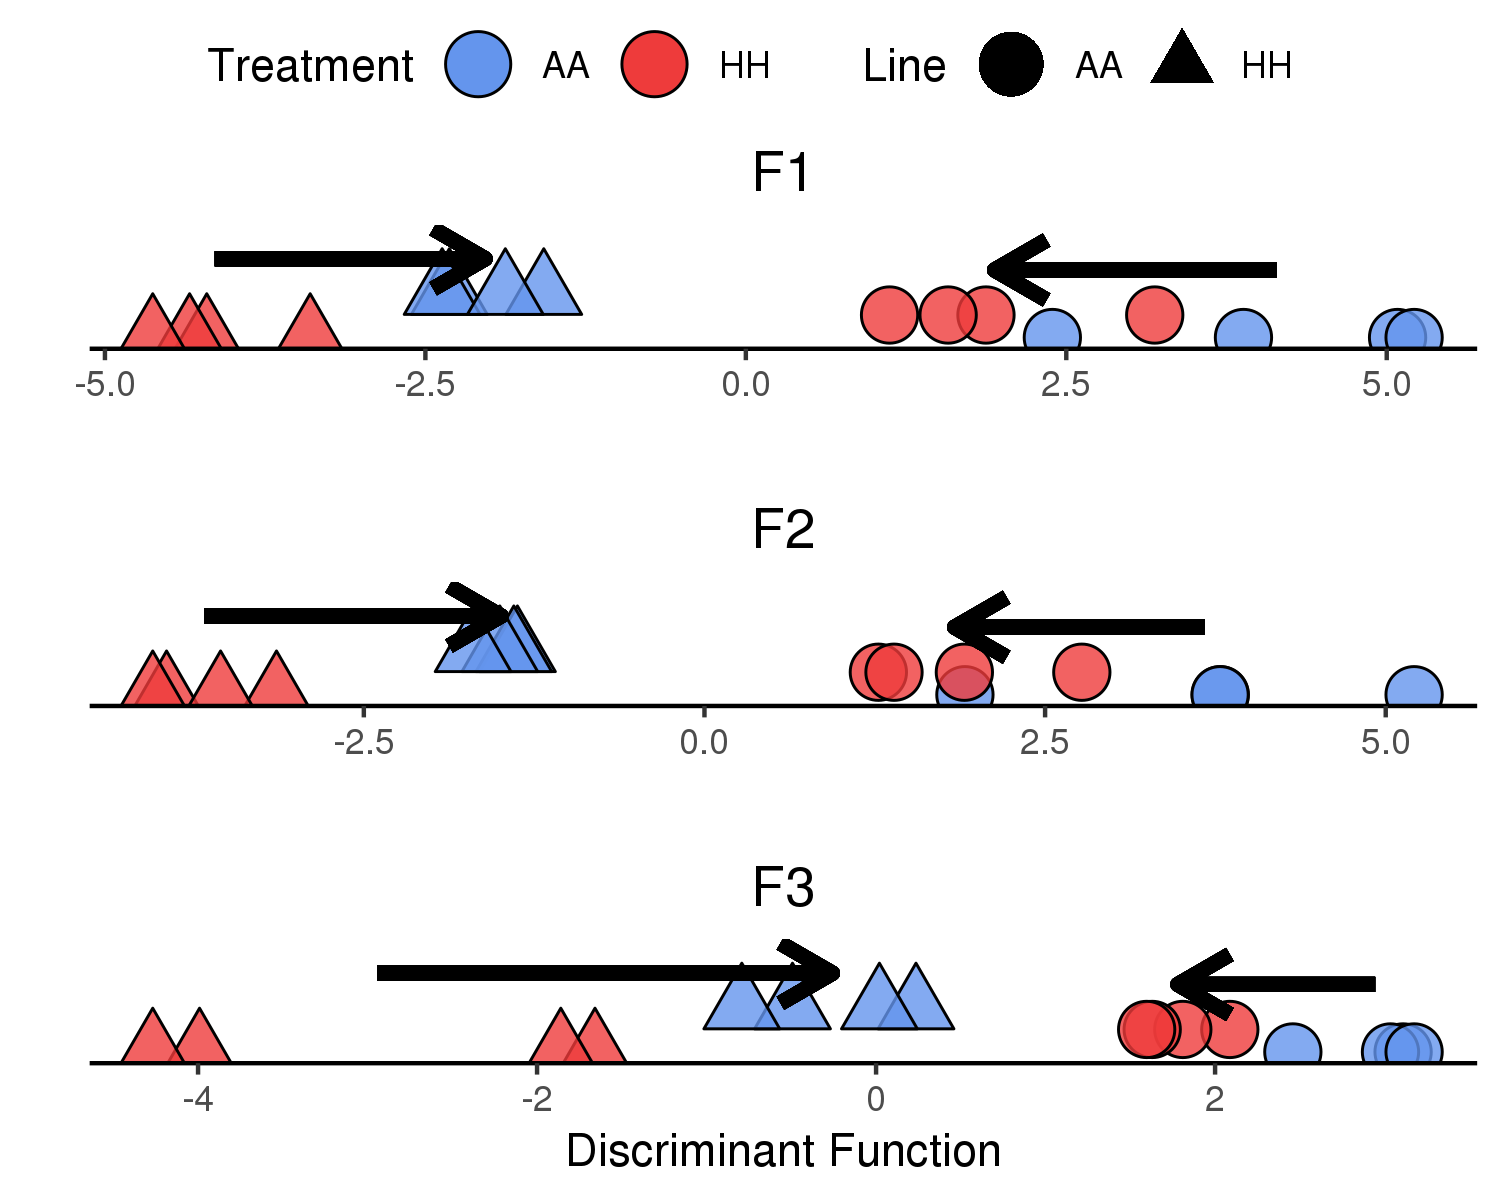 Treatment AA HH Line AA HH
F1
-5.0 -2.5 0.0 2.5 5.0
F2
-2.5 0.0 2.5 5.0
F3
-4 -2 0 2
Discriminant Function